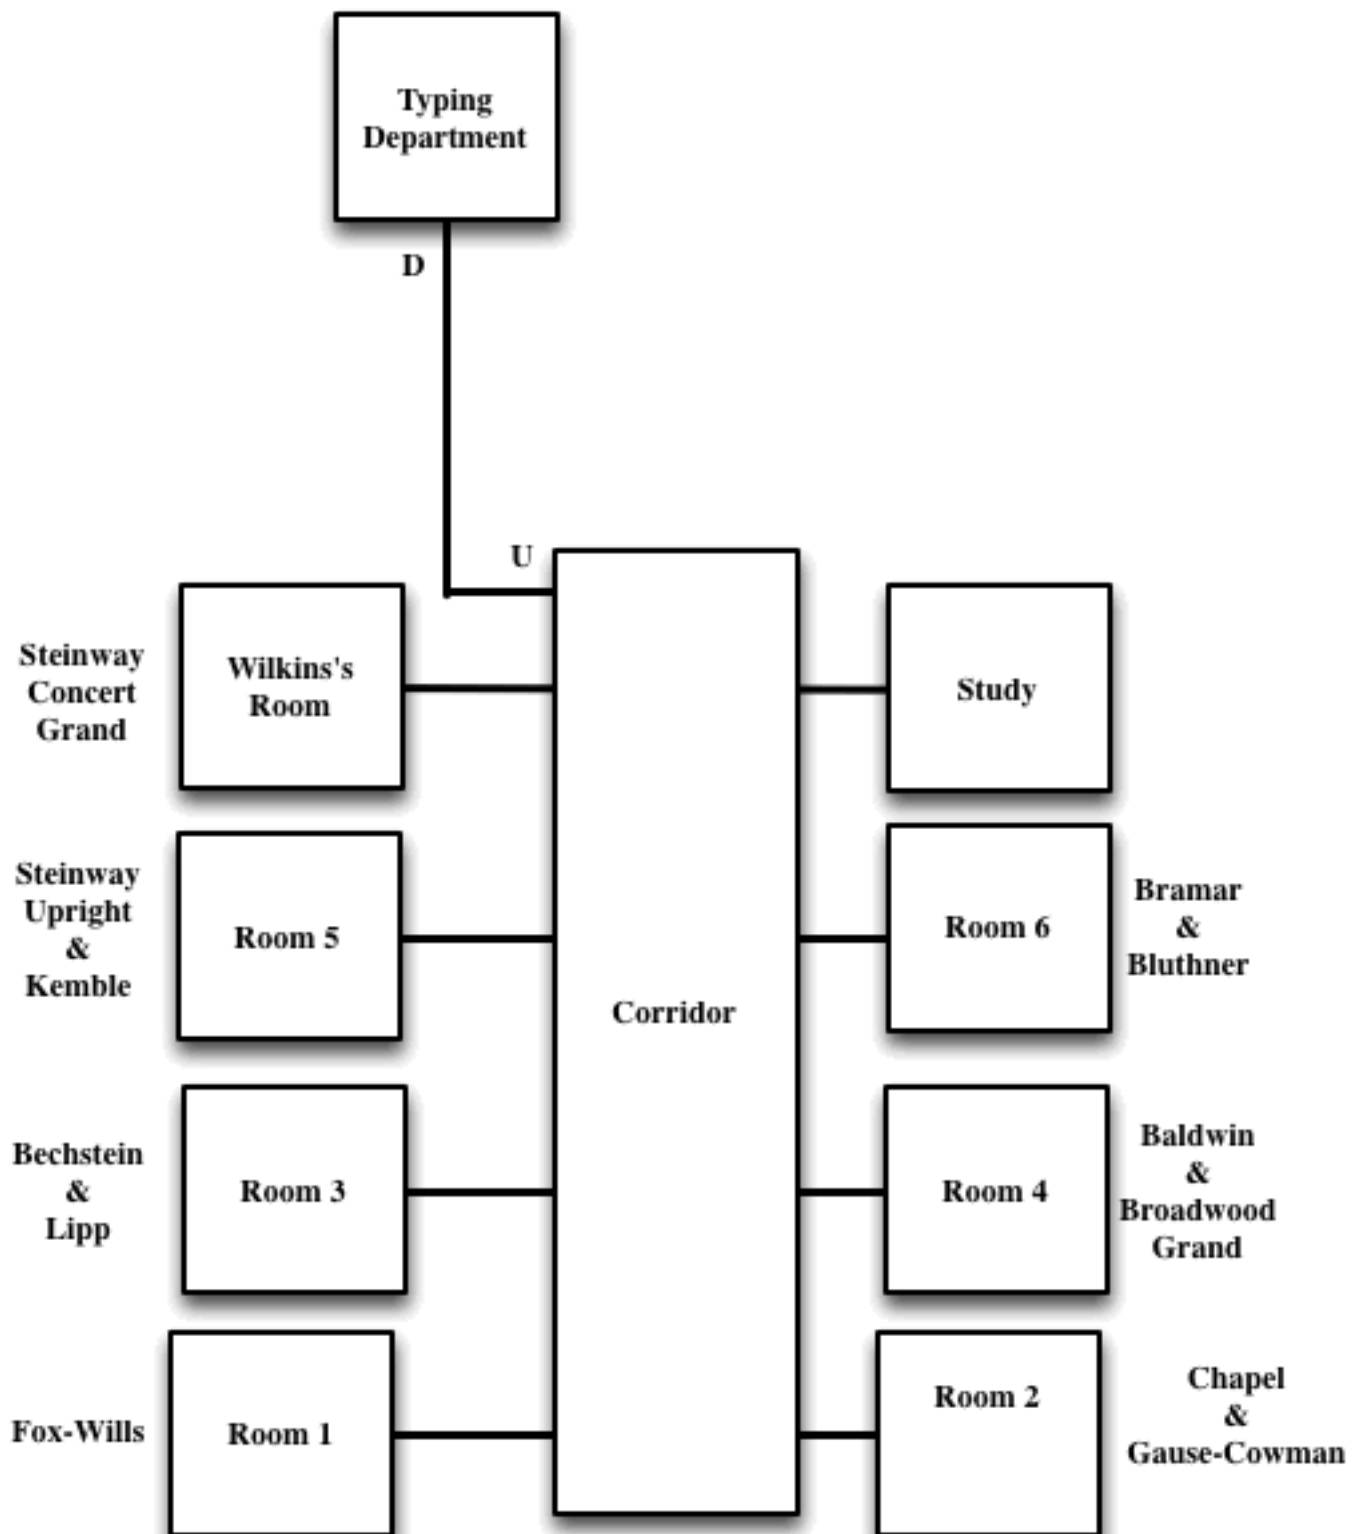 Typing
Department
D
U
Steinway
Concert
Grand
Wilkins's
Room
Study
Steinway
Upright
&
Kemble
Room 5
Room 6
Bramar
&
Bluthner
Corridor
Bechstein
&
Lipp
Room 3
Room 4
Baldwin
&
Broadwood
Grand
Fox-Wills
Room 1
Room 2
Chapel
&
Gause-Cowman